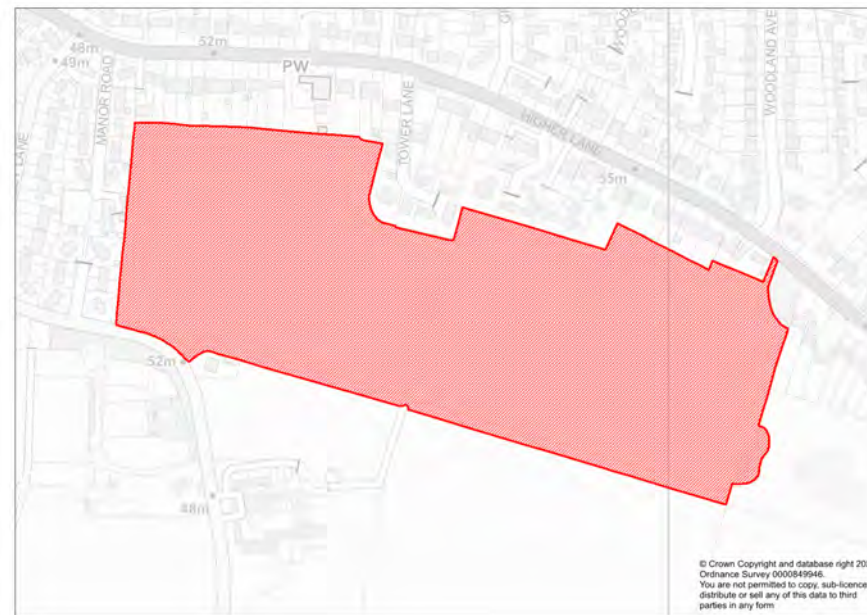 52m
48m
49m
PW
MANOR ROAD
TOWER LANE
HIGHER LANE
WOODLAND AVE
LANE
55m
52m
48m
© Crown Copyright and database right 20
Ordnance Survey 0000849946.
You are not permitted to copy, sub-licence
distribute or sell any of this data to third
parties in any form